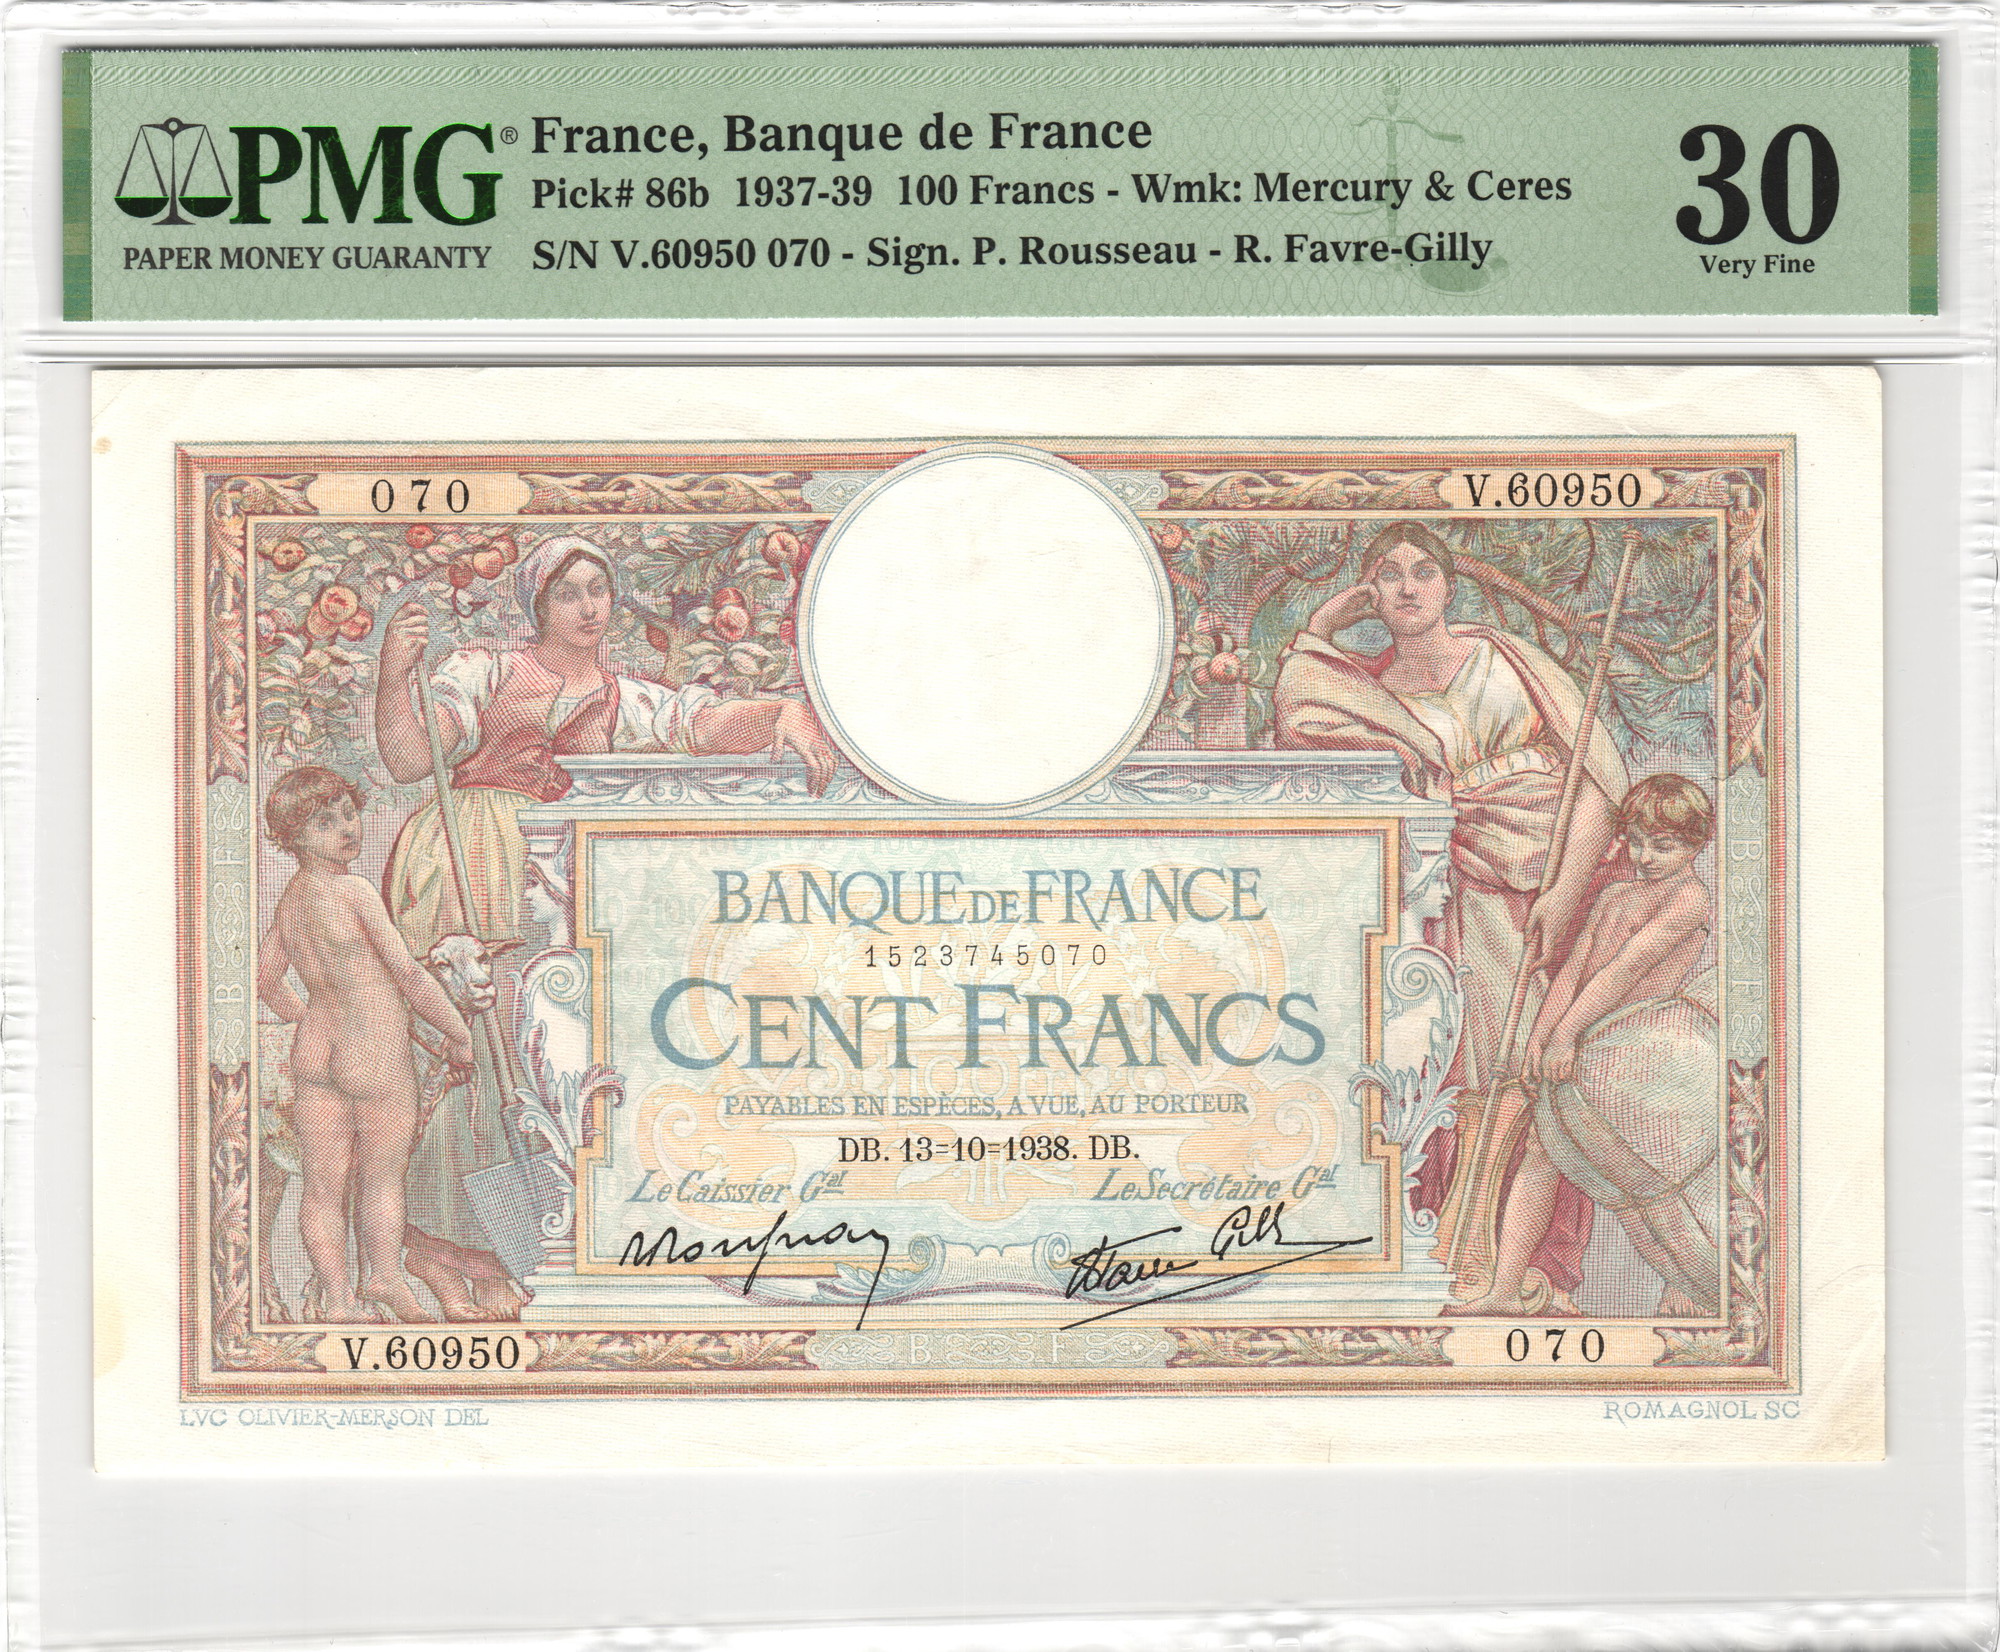 PMG®
PAPER MONEY GUARANTY
France, Banque de France
Pick# 86b 1937-39 100 Francs - Wmk: Mercury & Ceres
S/N V.60950 070 - Sign. P. Rousseau - R. Favre-Gilly
30
Very Fine
070
V.60950
BANQUE DE FRANCE
1523745070
CENT FRANCS
PAYABLES EN ESPÈCES, A VUE, AU PORTEUR
DB. 13=10=1938. DB.
Le Caissier Gal
Le Secrétaire Gal
B F
B F
V.60950
B F
070
LVC OLIVIER-MERSON DEL
ROMAGNOL SC